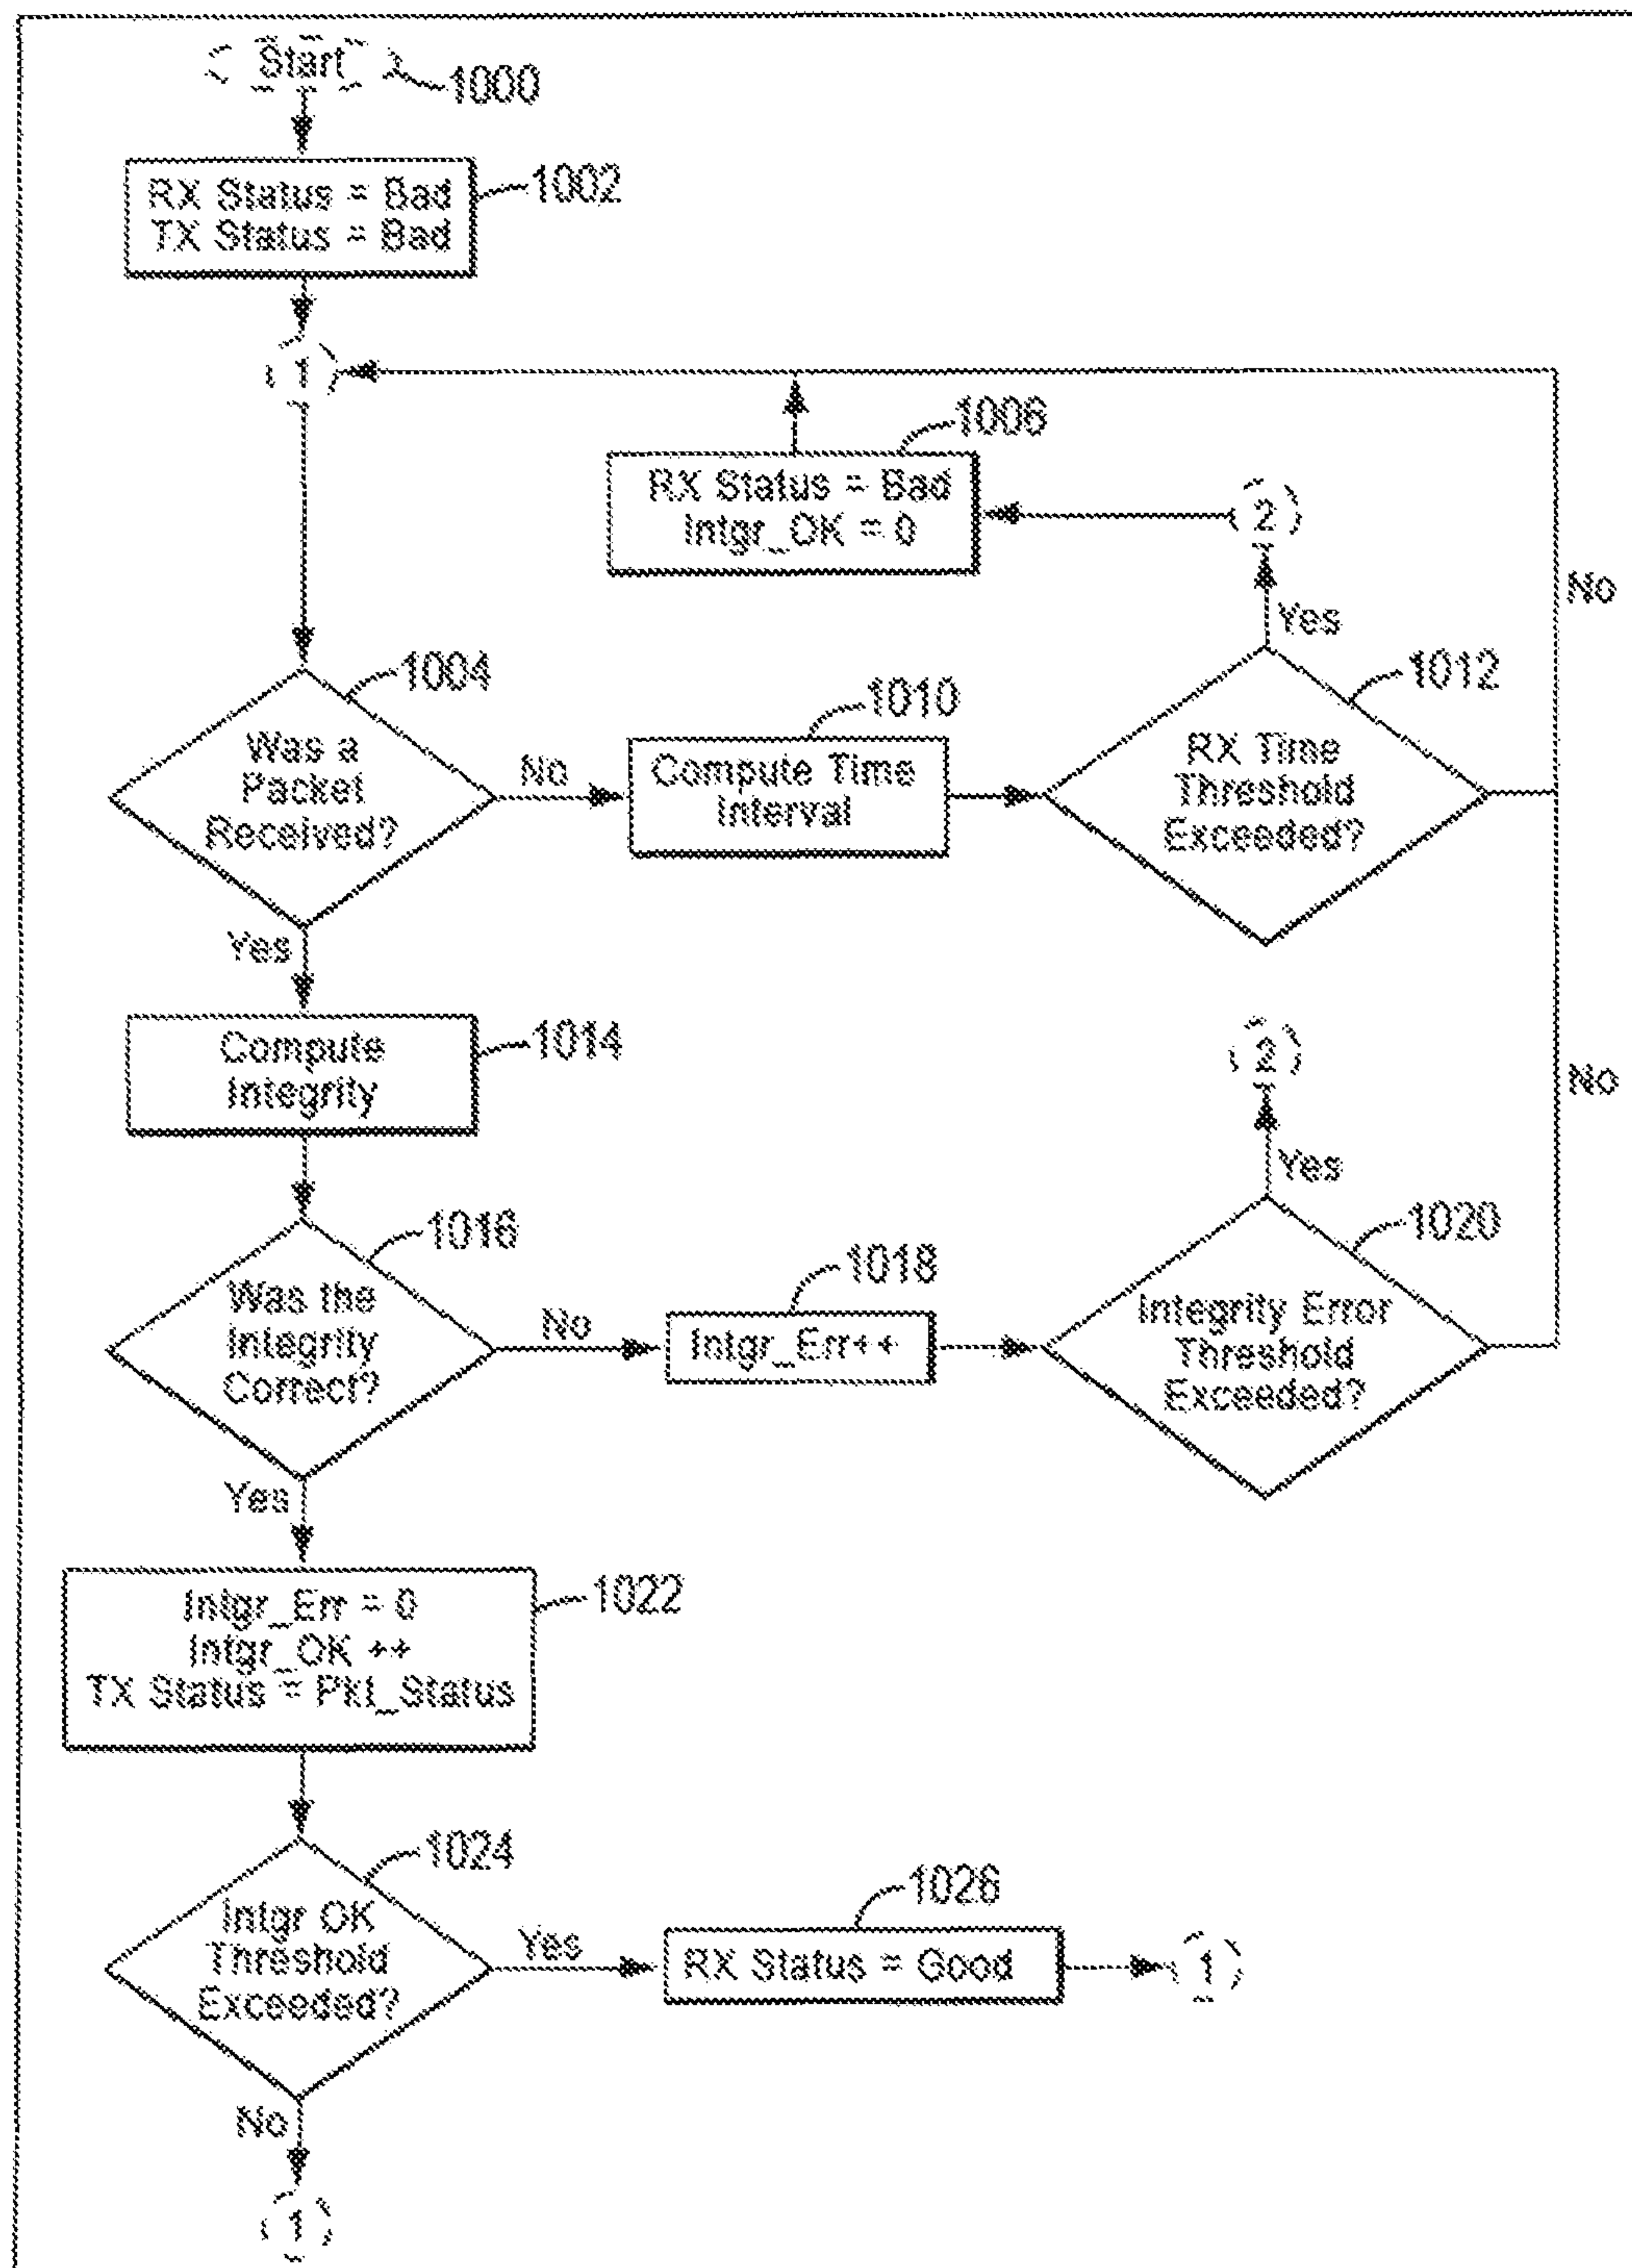 Start
1000
RX Status = Bad
TX Status = Bad
1002
1
1006
RX Status = Bad
Intgr_OK = 0
2
No
Yes
1004
Was a
Packet
Received?
No
1010
Compute Time
Interval
1012
RX Time
Threshold
Exceeded?
Yes
Compute
Integrity
1014
2
No
Yes
1016
Was the
Integrity
Correct?
No
1018
Intgr_Err++
1020
Integrity Error
Threshold
Exceeded?
Yes
Intgr_Err = 0
Intgr_OK ++
TX Status = Pkt_Status
1022
1024
Intgr OK
Threshold
Exceeded?
Yes
1026
RX Status = Good
1
No
1